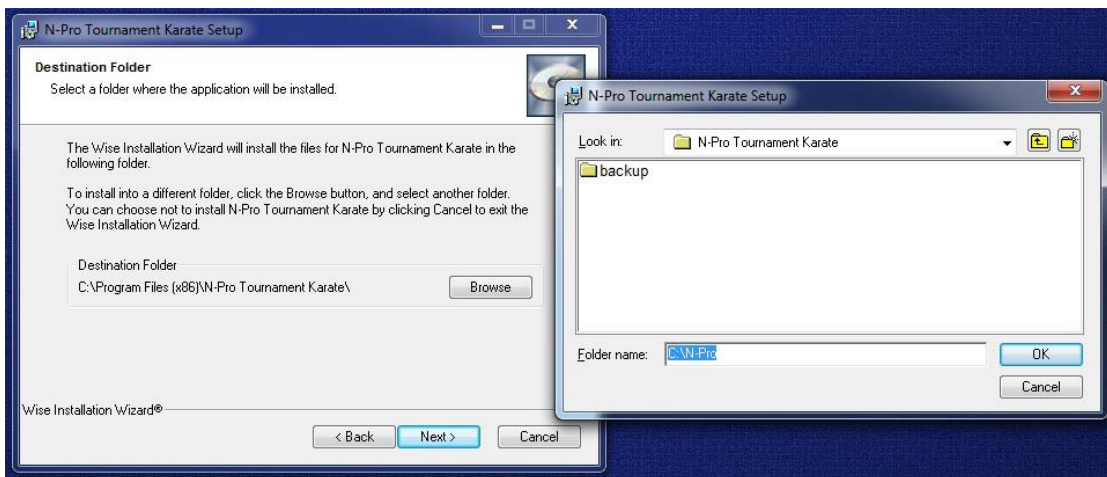 N-Pro Tournament Karate Setup
Destination Folder
Select a folder where the application will be installed.
The Wise Installation Wizard will install the files for N-Pro Tournament Karate in the
following folder.
To install into a different folder, click the Browse button, and select another folder.
You can choose not to install N-Pro Tournament Karate by clicking Cancel to exit the
Wise Installation Wizard.
Destination Folder
C:\Program Files (x86)\N-Pro Tournament Karate\
Browse
Wise Installation Wizard®
< Back
Next >
Cancel
N-Pro Tournament Karate Setup
Look in:
N-Pro Tournament Karate
backup
Folder name:
C:\N-Pro
OK
Cancel